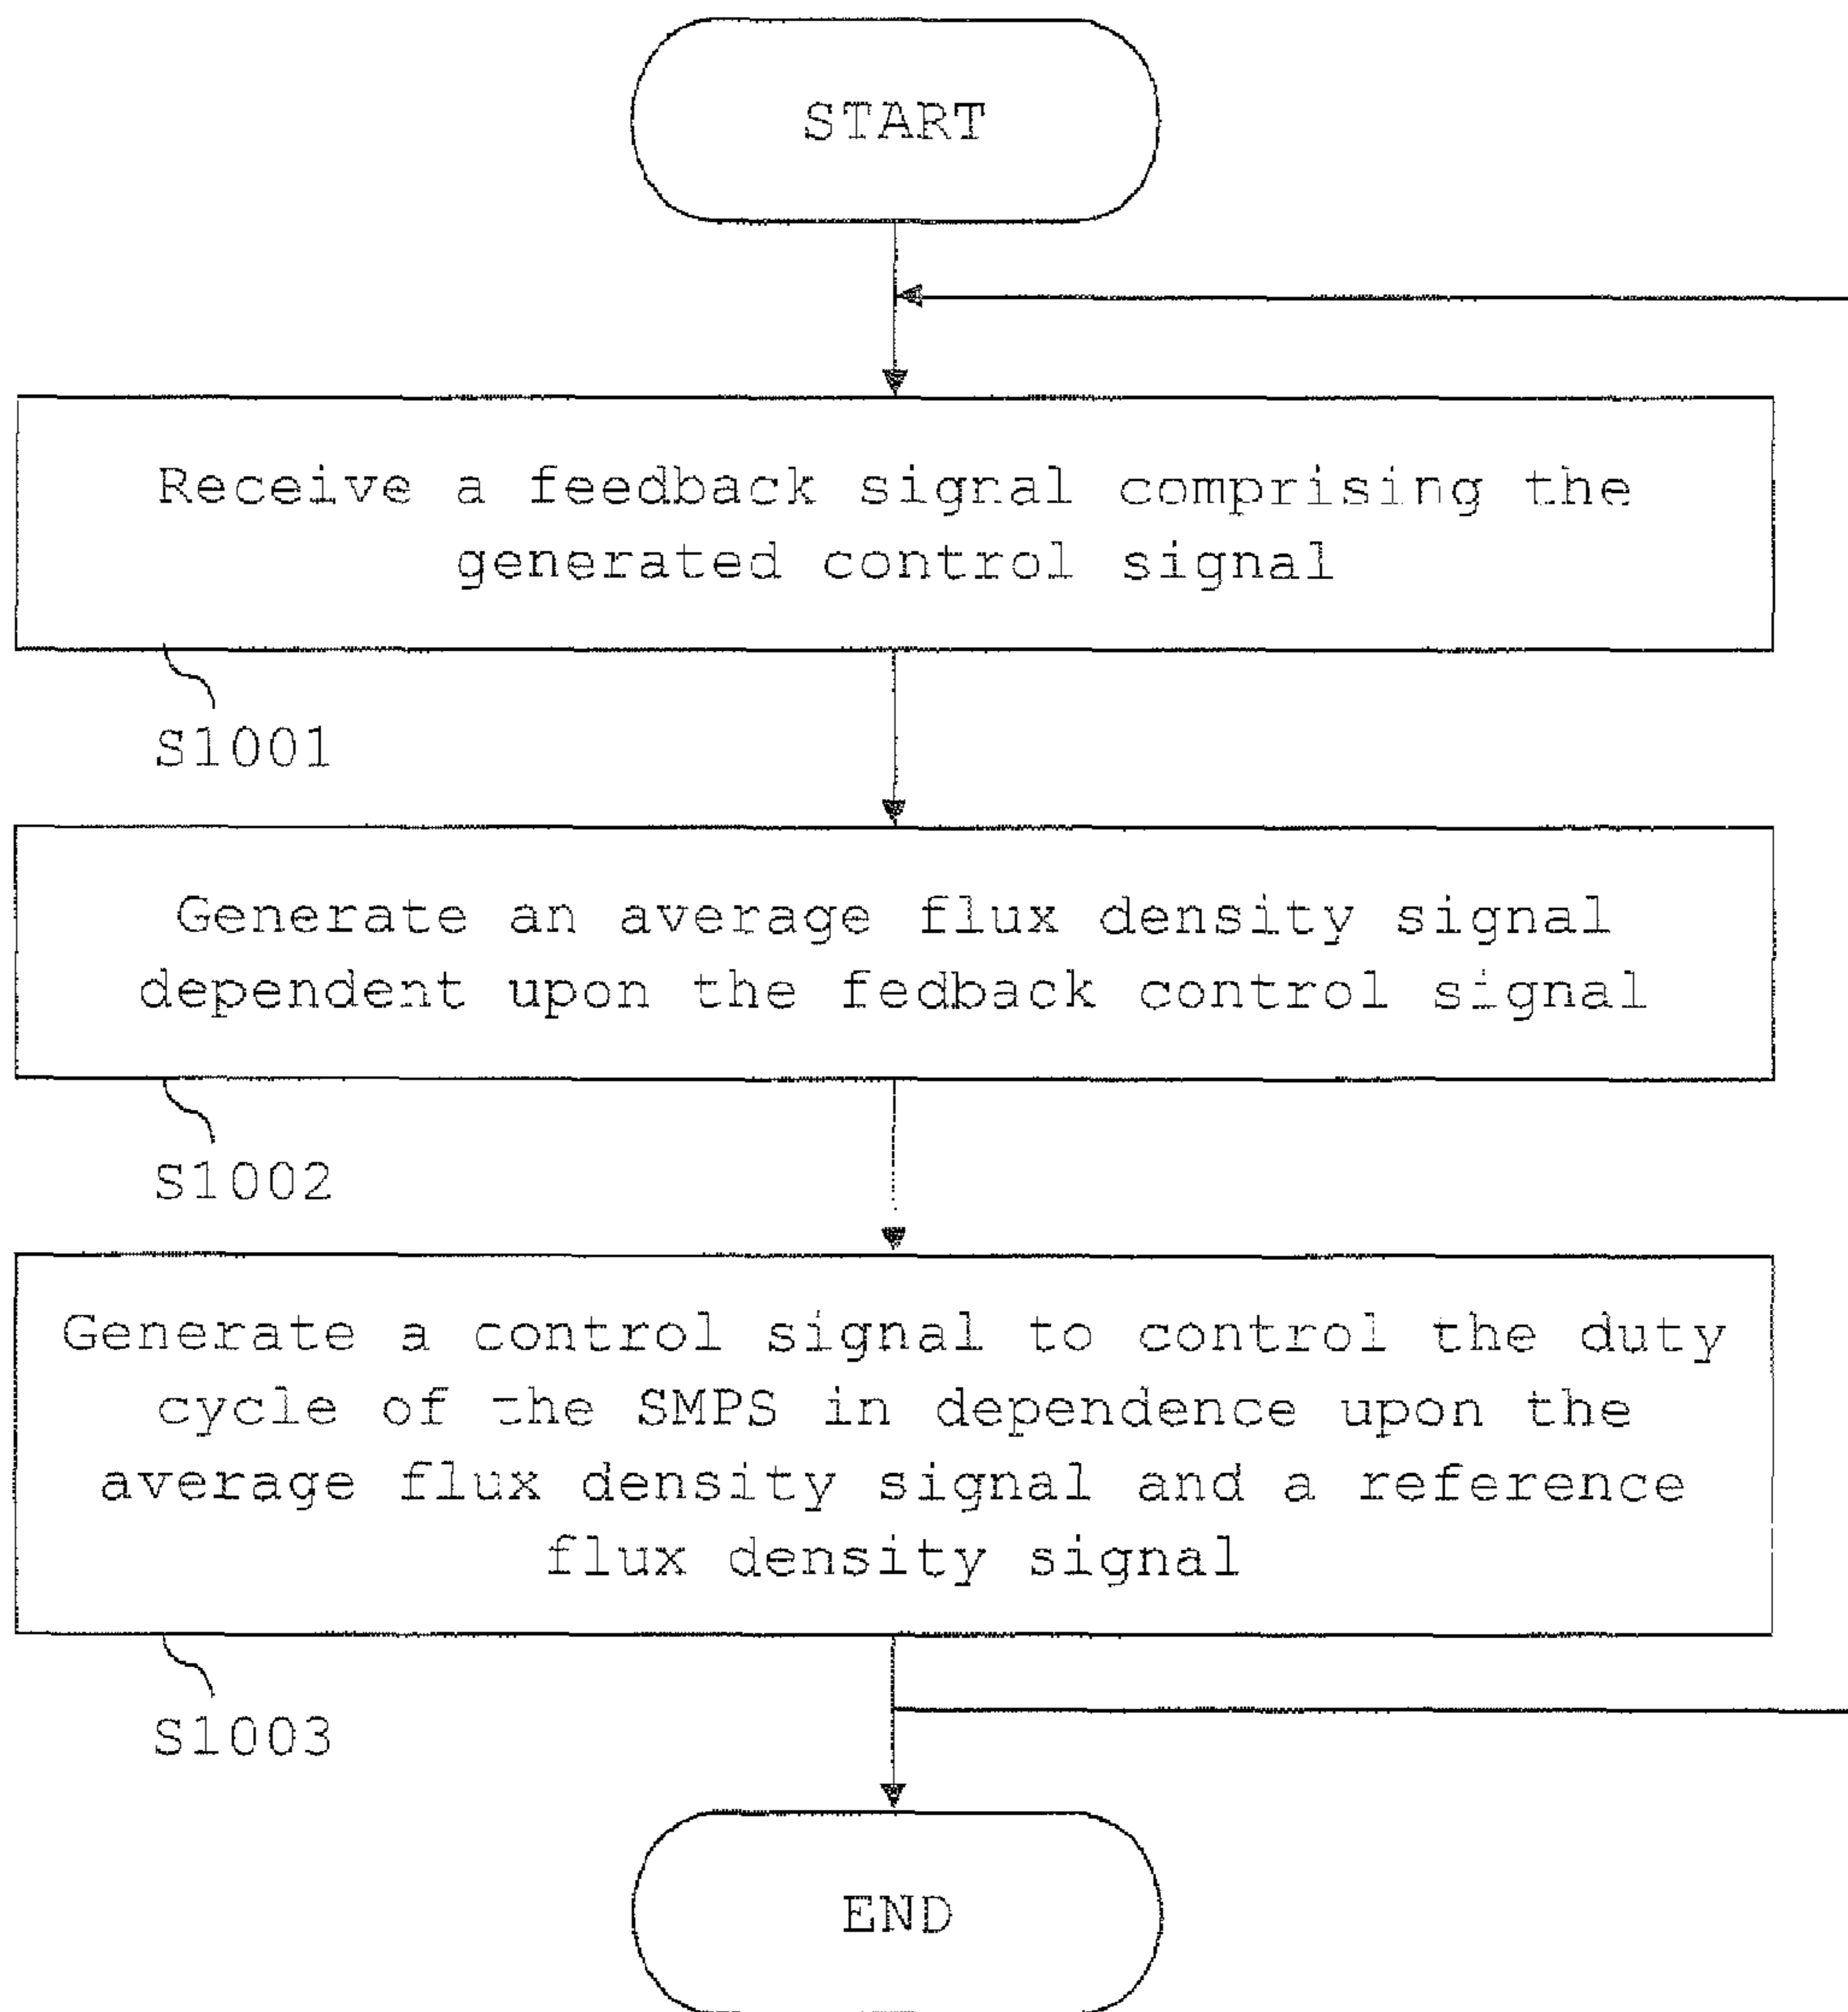 START
Receive a feedback signal comprising the
generated control signal
S1001
Generate an average flux density signal
dependent upon the fedback control signal
S1002
Generate a control signal to control the duty
cycle of the SMPS in dependence upon the
average flux density signal and a reference
flux density signal
S1003
END